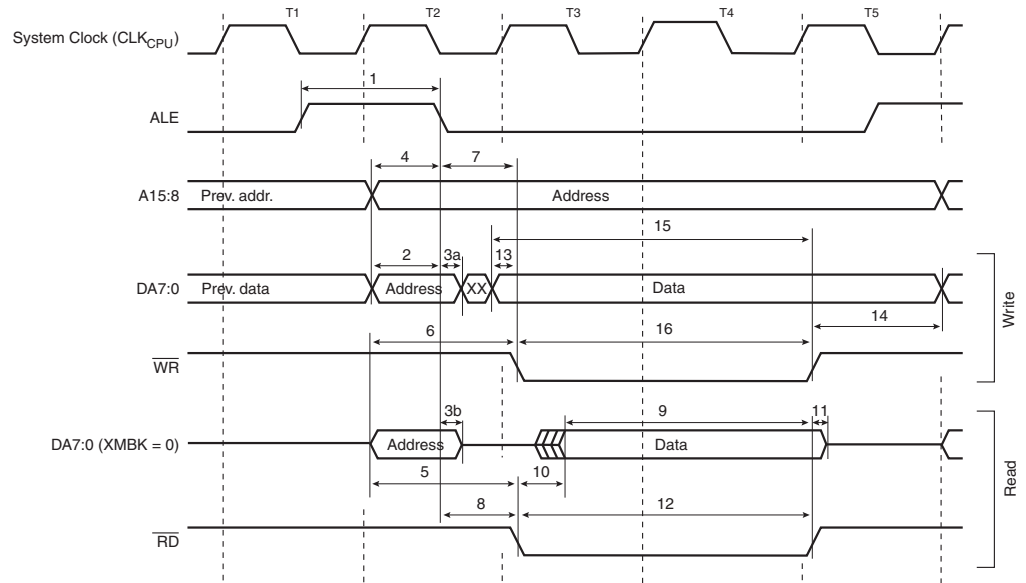 T1 T2 T3 T4 T5
System Clock (CLKCPU)
1
ALE
4 7
A15:8 Prev. addr. Address
15
2 3a 13
DA7:0 Prev. data Address XX Data
14
6 16
WR
Write
3b 9 11
DA7:0 (XMBK = 0) Address Data
5 10
8 12
RD
Read